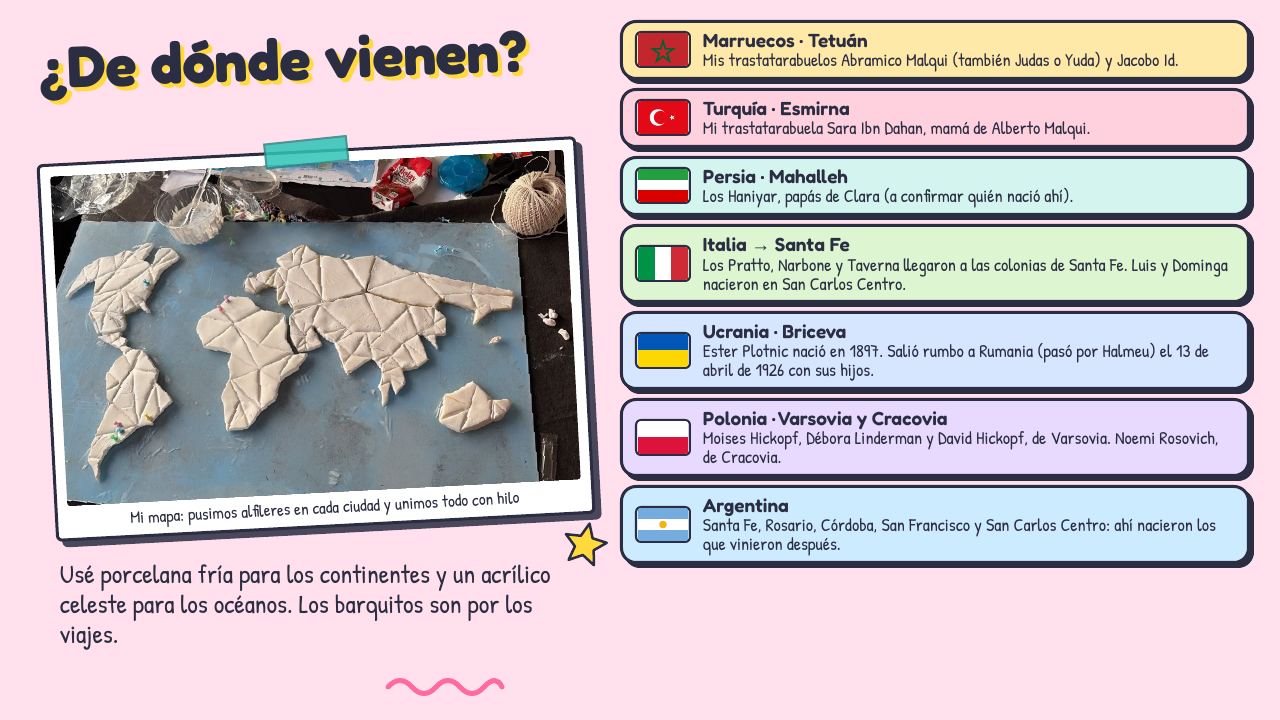 ¿De dónde vienen?
Mi mapa: pusimos alfileres en cada ciudad y unimos todo con hilo
Usé porcelana fría para los continentes y un acrílico
celeste para los océanos. Los barquitos son por los
viajes.
Marruecos · Tetuán
Mis trastatarabuelos Abramico Malqui (también Judas o Yuda) y Jacobo Id.
Turquía · Esmirna
Mi trastatarabuela Sara Ibn Dahan, mamá de Alberto Malqui.
Persia · Mahalleh
Los Haniyar, papás de Clara (a confirmar quién nació ahí).
Italia → Santa Fe
Los Pratto, Narbone y Taverna llegaron a las colonias de Santa Fe. Luis y Dominga
nacieron en San Carlos Centro.
Ucrania · Briceva
Ester Plotnic nació en 1897. Salió rumbo a Rumania (pasó por Halmeu) el 13 de
abril de 1926 con sus hijos.
Polonia · Varsovia y Cracovia
Moises Hickopf, Débora Linderman y David Hickopf, de Varsovia. Noemi Rosovich,
de Cracovia.
Argentina
Santa Fe, Rosario, Córdoba, San Francisco y San Carlos Centro: ahí nacieron los
que vinieron después.